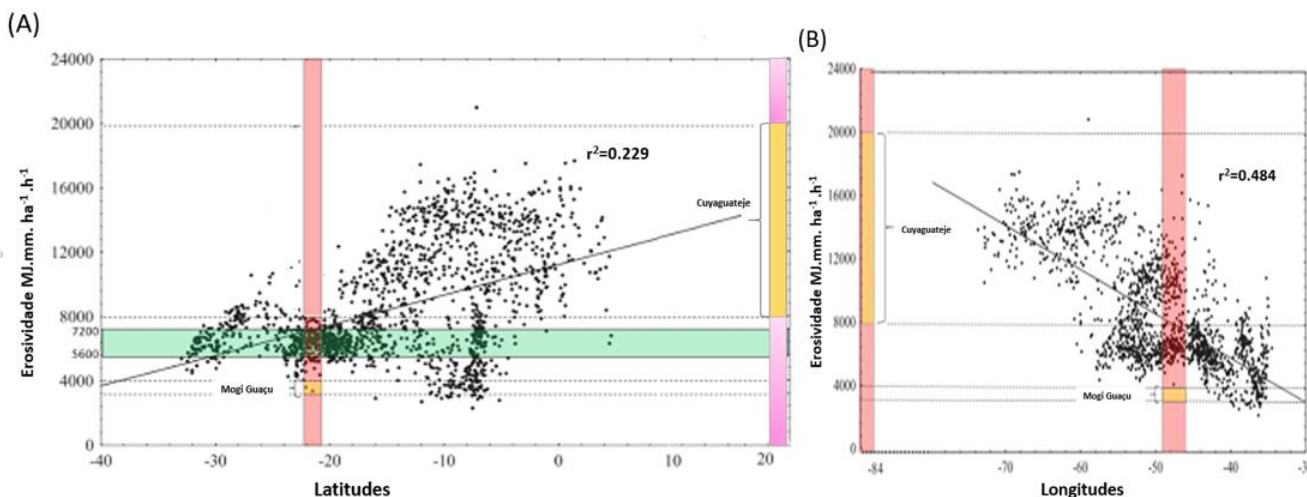 (A)
24000
20000
16000
12000
8000
7200
5600
4000
0
-40
-30
-20
-10
0
10
20
Erosividade MJ.mm. ha⁻¹ .h⁻¹
Latitudes
r²=0.229
Cuyaguateje
Mogi Guaçu
(B)
24000
20000
16000
12000
8000
4000
0
-84
-70
-60
-50
-40
-3
Erosividade MJ.mm. ha⁻¹ .h⁻¹
Longitudes
r²=0.484
Cuyaguateje
Mogi Guaçu